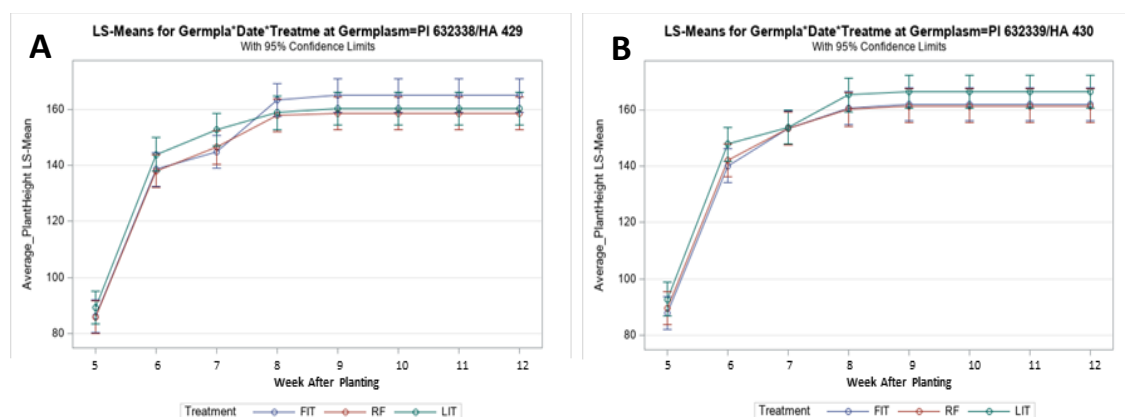 A
LS-Means for Germpla*Date*Treatme at Germplasm=PI 632338/HA 429
With 95% Confidence Limits
Average_PlantHeight LS-Mean
160
140
120
100
80
5 6 7 8 9 10 11 12
Week After Planting
Treatment FIT RF LIT
B
LS-Means for Germpla*Date*Treatme at Germplasm=PI 632339/HA 430
With 95% Confidence Limits
Average_PlantHeight LS-Mean
160
140
120
100
80
5 6 7 8 9 10 11 12
Week After Planting
Treatment FIT RF LIT